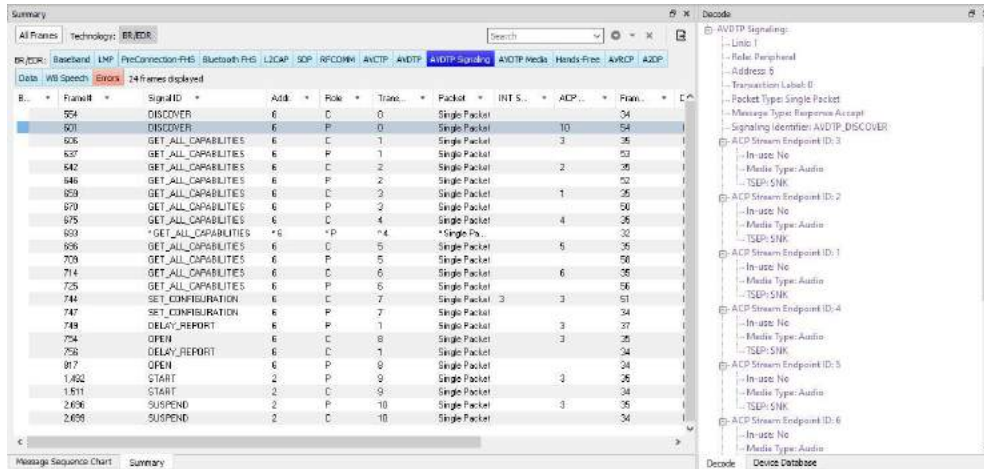 Summary
All Frames Technology: BR/EDR Search
BR/EDR: Baseband LMP PreConnection-FHS Bluetooth FHS L2CAP SDP RFCOMM AVCTP AVDTP AVDTP Signaling AVDTP Media Hands-Free AVRCP A2DP
Data WB Speech Errors 24 frames displayed
B... Frame# Signal ID Addr. Role Trans... Packet INT S... ACP ... Fram...
554 DISCOVER 6 C 0 Single Packet 34
601 DISCOVER 6 P 0 Single Packet 10 54
606 GET_ALL_CAPABILITIES 6 C 1 Single Packet 3 35
637 GET_ALL_CAPABILITIES 6 P 1 Single Packet 53
642 GET_ALL_CAPABILITIES 6 C 2 Single Packet 2 35
646 GET_ALL_CAPABILITIES 6 P 2 Single Packet 52
659 GET_ALL_CAPABILITIES 6 C 3 Single Packet 1 35
670 GET_ALL_CAPABILITIES 6 P 3 Single Packet 50
675 GET_ALL_CAPABILITIES 6 C 4 Single Packet 4 35
693 * GET_ALL_CAPABILITIES * 6 * P * 4 * Single Pa... 32
696 GET_ALL_CAPABILITIES 6 C 5 Single Packet 5 35
709 GET_ALL_CAPABILITIES 6 P 5 Single Packet 58
714 GET_ALL_CAPABILITIES 6 C 6 Single Packet 6 35
725 GET_ALL_CAPABILITIES 6 P 6 Single Packet 56
744 SET_CONFIGURATION 6 C 7 Single Packet 3 3 51
747 SET_CONFIGURATION 6 P 7 Single Packet 34
749 DELAY_REPORT 6 P 1 Single Packet 3 37
754 OPEN 6 C 8 Single Packet 3 35
756 DELAY_REPORT 6 C 1 Single Packet 34
817 OPEN 6 P 8 Single Packet 34
1,492 START 2 P 9 Single Packet 3 35
1,511 START 2 C 9 Single Packet 34
2,696 SUSPEND 2 P 10 Single Packet 3 35
2,699 SUSPEND 2 C 10 Single Packet 34
Message Sequence Chart Summary
Decode
AVDTP Signaling:
Link: 1
Role: Peripheral
Address: 6
Transaction Label: 0
Packet Type: Single Packet
Message Type: Response Accept
Signaling Identifier: AVDTP_DISCOVER
ACP Stream Endpoint ID: 3
In-use: No
Media Type: Audio
TSEP: SNK
ACP Stream Endpoint ID: 2
In-use: No
Media Type: Audio
TSEP: SNK
ACP Stream Endpoint ID: 1
In-use: No
Media Type: Audio
TSEP: SNK
ACP Stream Endpoint ID: 4
In-use: No
Media Type: Audio
TSEP: SNK
ACP Stream Endpoint ID: 5
In-use: No
Media Type: Audio
TSEP: SNK
ACP Stream Endpoint ID: 6
In-use: No
Media Type: Audio
Decode Device Database